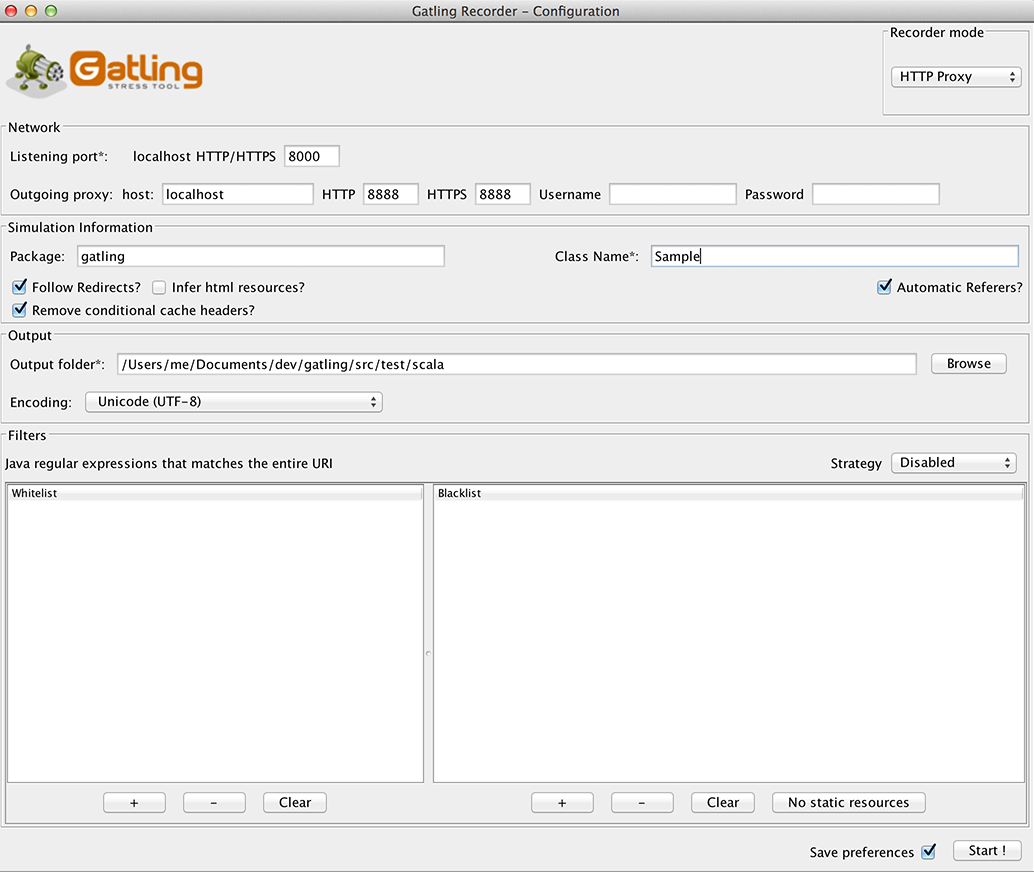 Gatling Recorder – Configuration
Gatling
STRESS TOOL
Recorder mode
HTTP Proxy
Network
Listening port*: localhost HTTP/HTTPS 8000
Outgoing proxy: host: localhost HTTP 8888 HTTPS 8888 Username Password
Simulation Information
Package: gatling Class Name*: Sample
Follow Redirects? Infer html resources? Automatic Referers?
Remove conditional cache headers?
Output
Output folder*: /Users/me/Documents/dev/gatling/src/test/scala Browse
Encoding: Unicode (UTF-8)
Filters
Java regular expressions that matches the entire URI Strategy Disabled
Whitelist Blacklist
+ - Clear + - Clear No static resources
Save preferences Start !